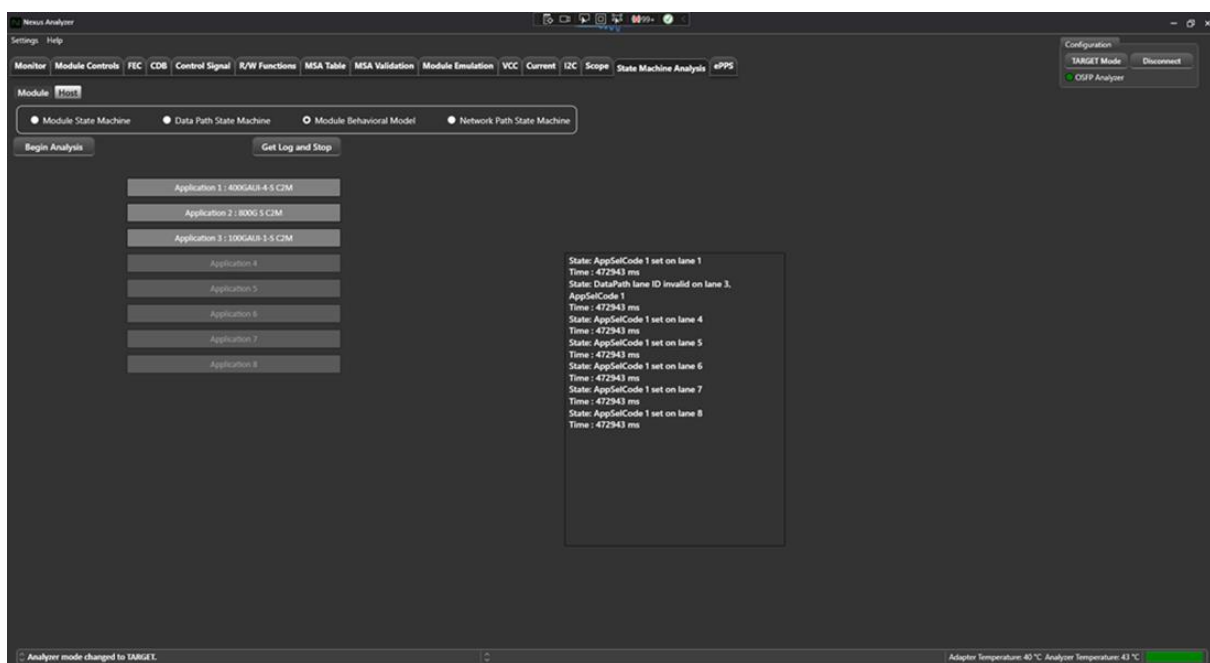 Nexus Analyzer
99+
Settings Help
Configuration
Monitor Module Controls FEC CDB Control Signal R/W Functions MSA Table MSA Validation Module Emulation VCC Current I2C Scope State Machine Analysis ePPS
TARGET Mode Disconnect
OSFP Analyzer
Module Host
Module State Machine Data Path State Machine Module Behavioral Model Network Path State Machine
Begin Analysis Get Log and Stop
Application 1 : 400GAUI-4-S C2M
Application 2 : 800G S C2M
Application 3 : 100GAUI-1-S C2M
Application 4
Application 5
Application 6
Application 7
Application 8
State: AppSelCode 1 set on lane 1
Time : 472943 ms
State: DataPath lane ID invalid on lane 3,
AppSelCode 1
Time : 472943 ms
State: AppSelCode 1 set on lane 4
Time : 472943 ms
State: AppSelCode 1 set on lane 5
Time : 472943 ms
State: AppSelCode 1 set on lane 6
Time : 472943 ms
State: AppSelCode 1 set on lane 7
Time : 472943 ms
State: AppSelCode 1 set on lane 8
Time : 472943 ms
Analyzer mode changed to TARGET.
Adapter Temperature: 40 °C Analyzer Temperature: 43 °C